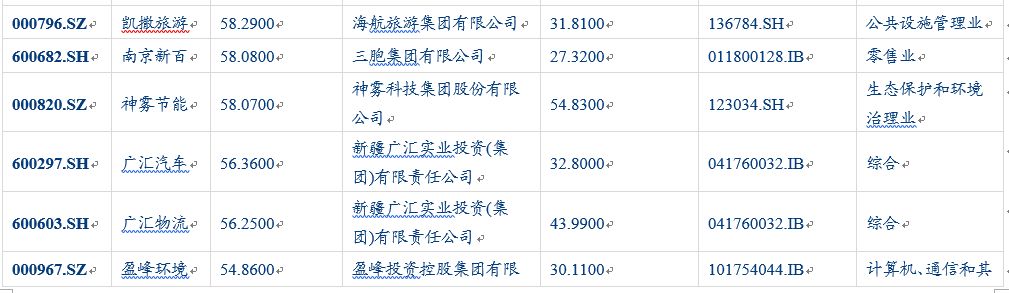 000796.SZ 凯撒旅游 58.2900 海航旅游集团有限公司 31.8100 136784.SH 公共设施管理业
600682.SH 南京新百 58.0800 三胞集团有限公司 27.3200 011800128.IB 零售业
000820.SZ 神雾节能 58.0700 神雾科技集团股份有限 54.8300 123034.SH 生态保护和环境
公司 治理业
600297.SH 广汇汽车 56.3600 新疆广汇实业投资(集 32.8000 041760032.IB 综合
团)有限责任公司
600603.SH 广汇物流 56.2500 新疆广汇实业投资(集 43.9900 041760032.IB 综合
团)有限责任公司
000967.SZ 盈峰环境 54.8600 盈峰投资控股集团有限 30.1100 101754044.IB 计算机、通信和其